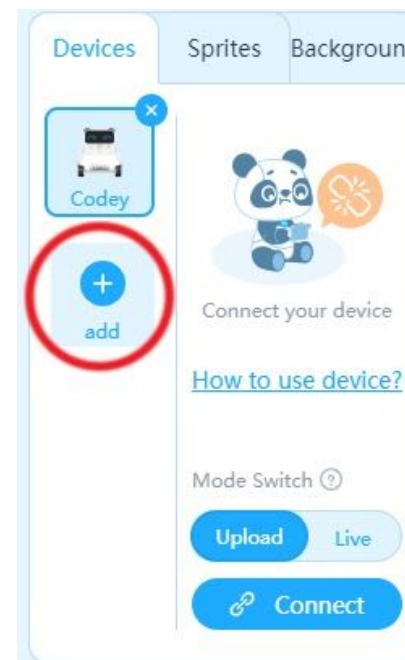 Devices
Sprites
Backgroun
Codey
add
Connect your device
How to use device?
Mode Switch ?
Upload
Live
Connect